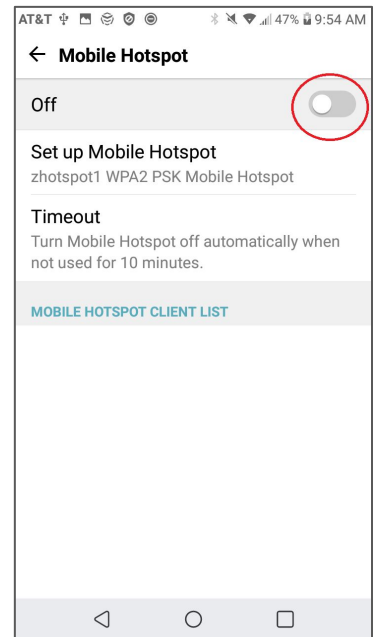 AT&T 47% 9:54 AM
Mobile Hotspot
Off
Set up Mobile Hotspot
zhotspot1 WPA2 PSK Mobile Hotspot
Timeout
Turn Mobile Hotspot off automatically when
not used for 10 minutes.
MOBILE HOTSPOT CLIENT LIST